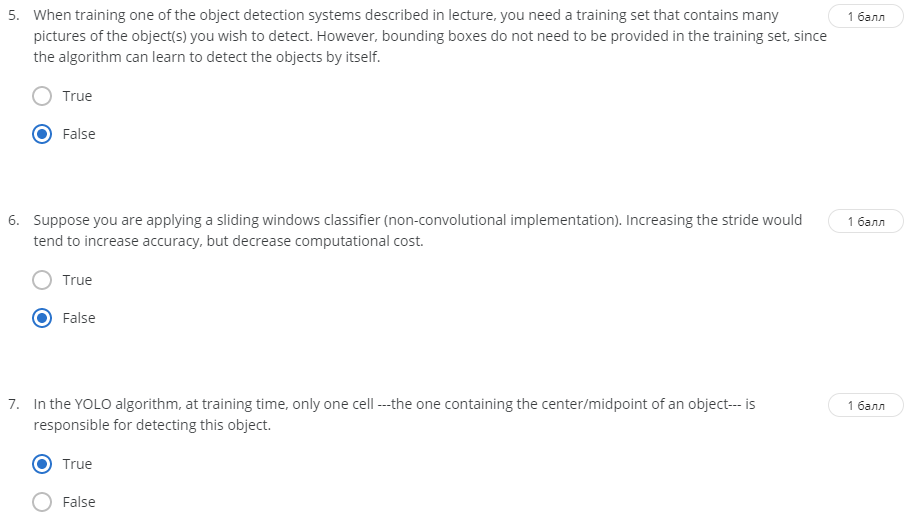 5. When training one of the object detection systems described in lecture, you need a training set that contains many
1 балл
pictures of the object(s) you wish to detect. However, bounding boxes do not need to be provided in the training set, since
the algorithm can learn to detect the objects by itself.
True
False
6. Suppose you are applying a sliding windows classifier (non-convolutional implementation). Increasing the stride would
1 балл
tend to increase accuracy, but decrease computational cost.
True
False
7. In the YOLO algorithm, at training time, only one cell ---the one containing the center/midpoint of an object--- is
1 балл
responsible for detecting this object.
True
False